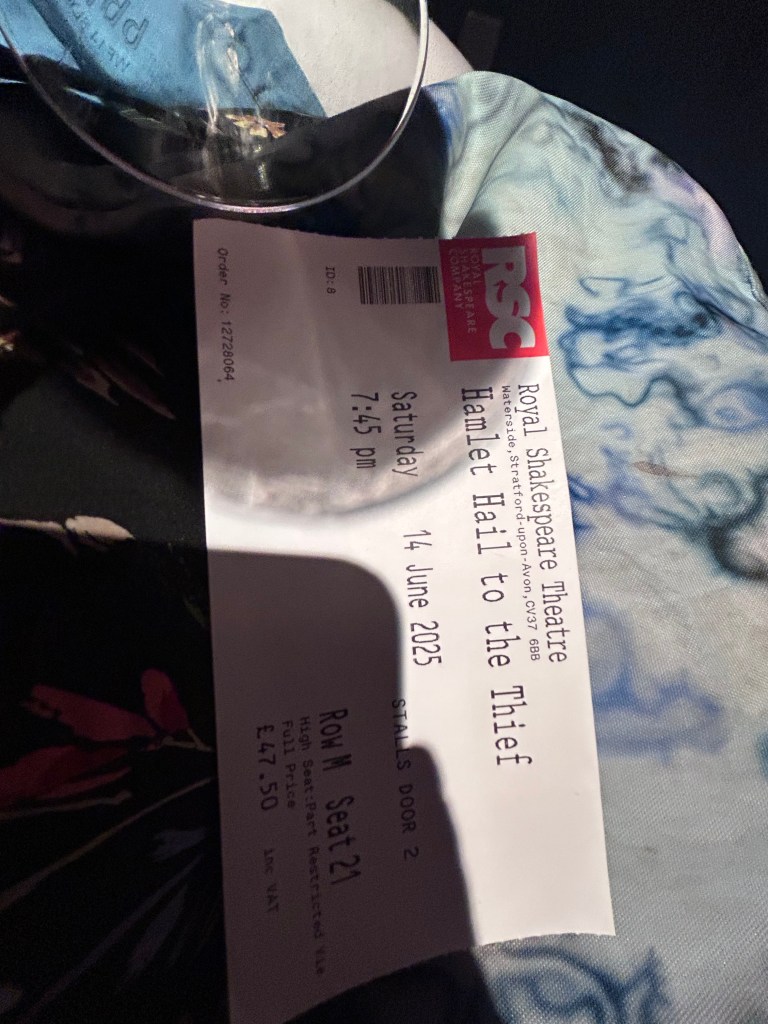 RSC
ROYAL
SHAKESPEARE
COMPANY
Royal Shakespeare Theatre
Waterside, Stratford-upon-Avon, CV37 6BB
Hamlet Hail to the Thief
Saturday 14 June 2025
7:45 pm
STALLS DOOR 2
Row M Seat 21
High Seat:Part Restricted Vie
Full Price
£47.50 inc VAT
ID:8
Order No: 12728064